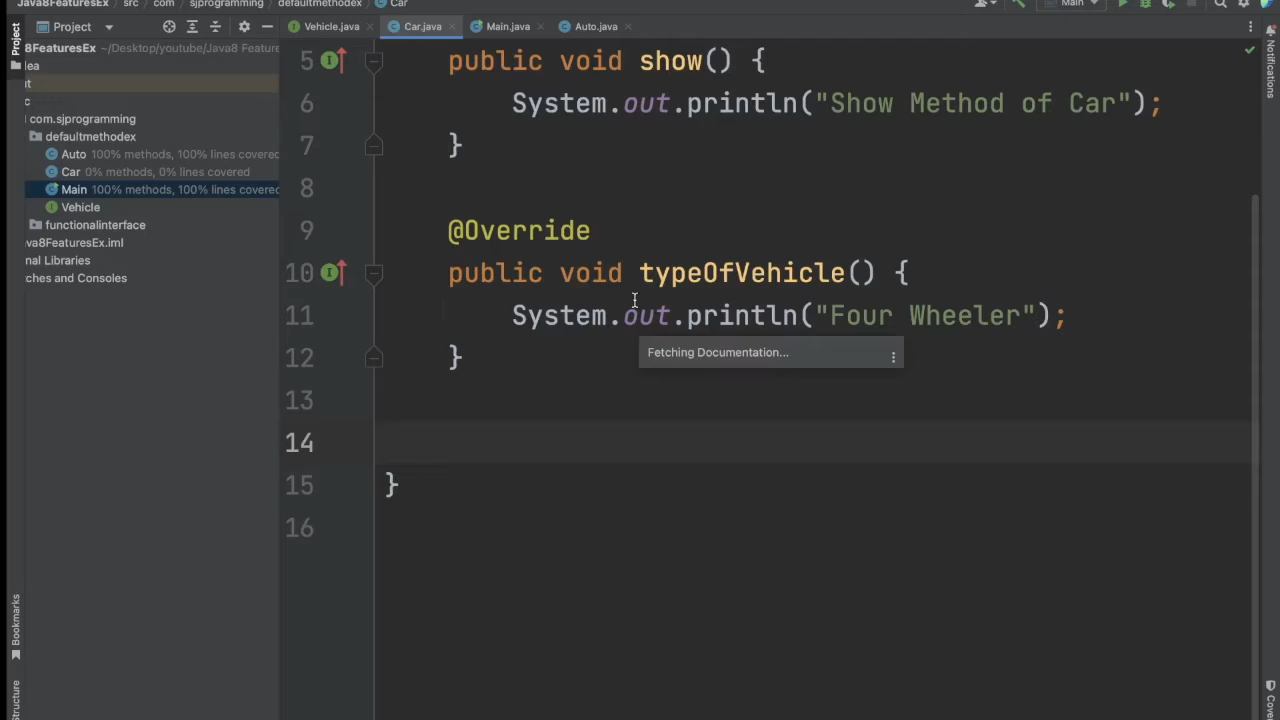 Java8FeaturesEx src com sjprogramming defaultmethodex Car Main
Project Vehicle.java Car.java Main.java Auto.java
8FeaturesEx ~/Desktop/youtube/Java8 Feature
com.sjprogramming
defaultmethodex
Auto 100% methods, 100% lines covered
Car 0% methods, 0% lines covered
Main 100% methods, 100% lines covered
Vehicle
functionalinterface
va8FeaturesEx.iml
nal Libraries
ches and Consoles
5 public void show() {
6 System.out.println("Show Method of Car");
7 }
8
9 @Override
10 public void typeOfVehicle() {
11 System.out.println("Four Wheeler");
Fetching Documentation...
12 }
13
14
15 }
16
Project
Bookmarks
Structure
Notifications
Cove